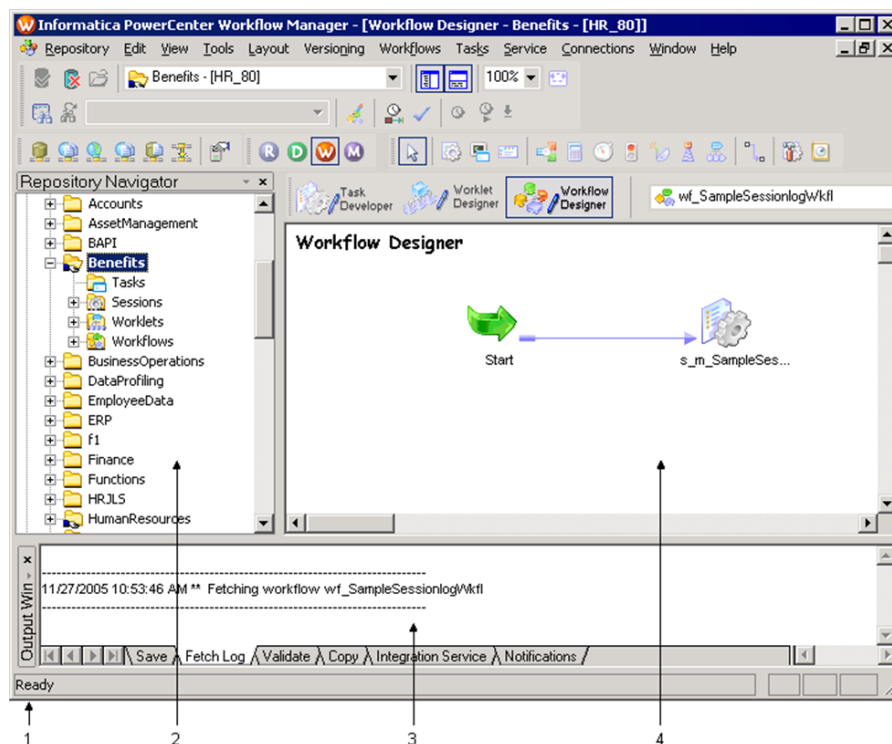 Informatica PowerCenter Workflow Manager - [Workflow Designer - Benefits - [HR_80]]
Repository Edit View Tools Layout Versioning Workflows Tasks Service Connections Window Help
Benefits - [HR_80]
100%
R D W M
Repository Navigator
Task Developer
Worklet Designer
Workflow Designer
wf_SampleSessionlogWkfl
Accounts
AssetManagement
BAPI
Benefits
Tasks
Sessions
Worklets
Workflows
BusinessOperations
DataProfiling
EmployeeData
ERP
f1
Finance
Functions
HRJLS
HumanResources
Workflow Designer
Start
s_m_SampleSes...
Output Win
11/27/2005 10:53:46 AM ** Fetching workflow wf_SampleSessionlogWkfl
Save Fetch Log Validate Copy Integration Service Notifications
Ready
1 2 3 4